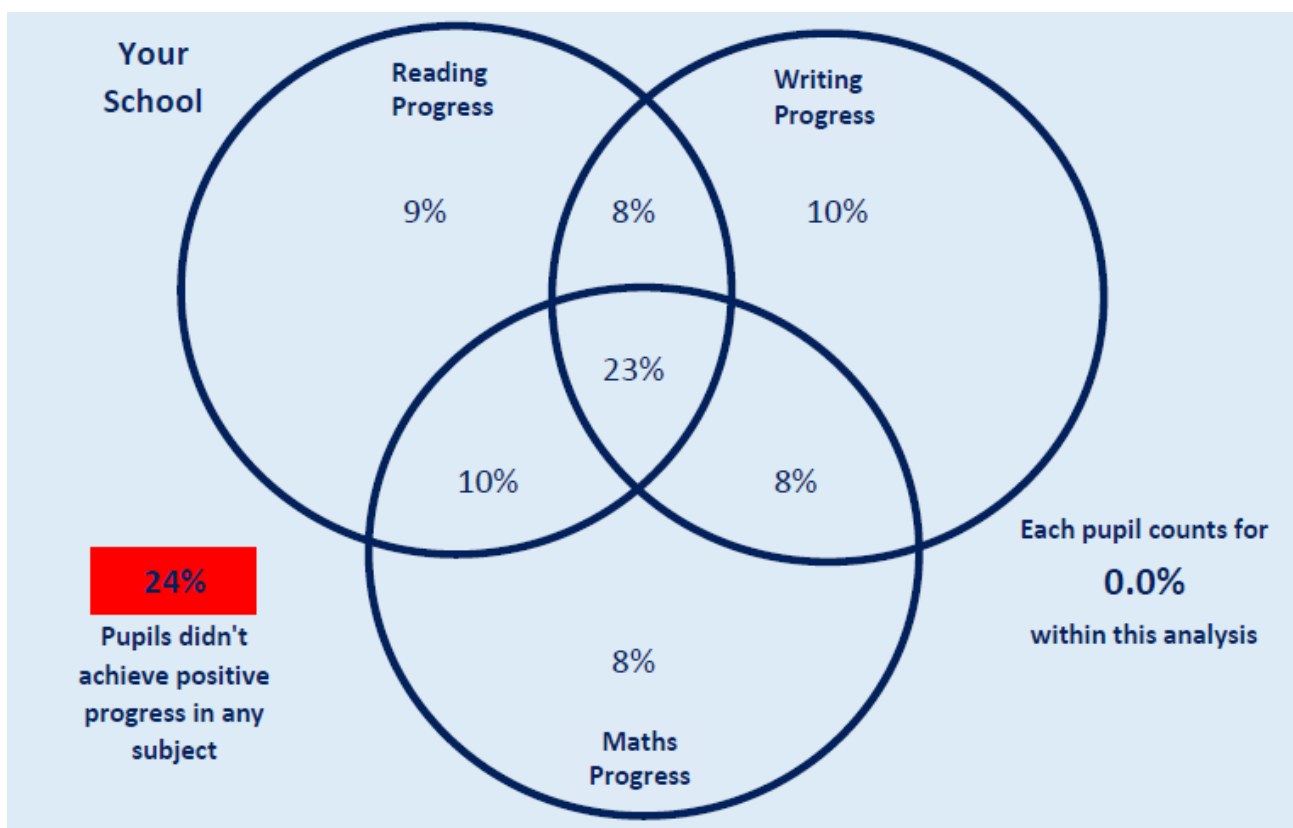 Your
School
Reading
Progress
Writing
Progress
9%
8%
10%
23%
10%
8%
24%
Pupils didn't
achieve positive
progress in any
subject
Each pupil counts for
0.0%
within this analysis
8%
Maths
Progress